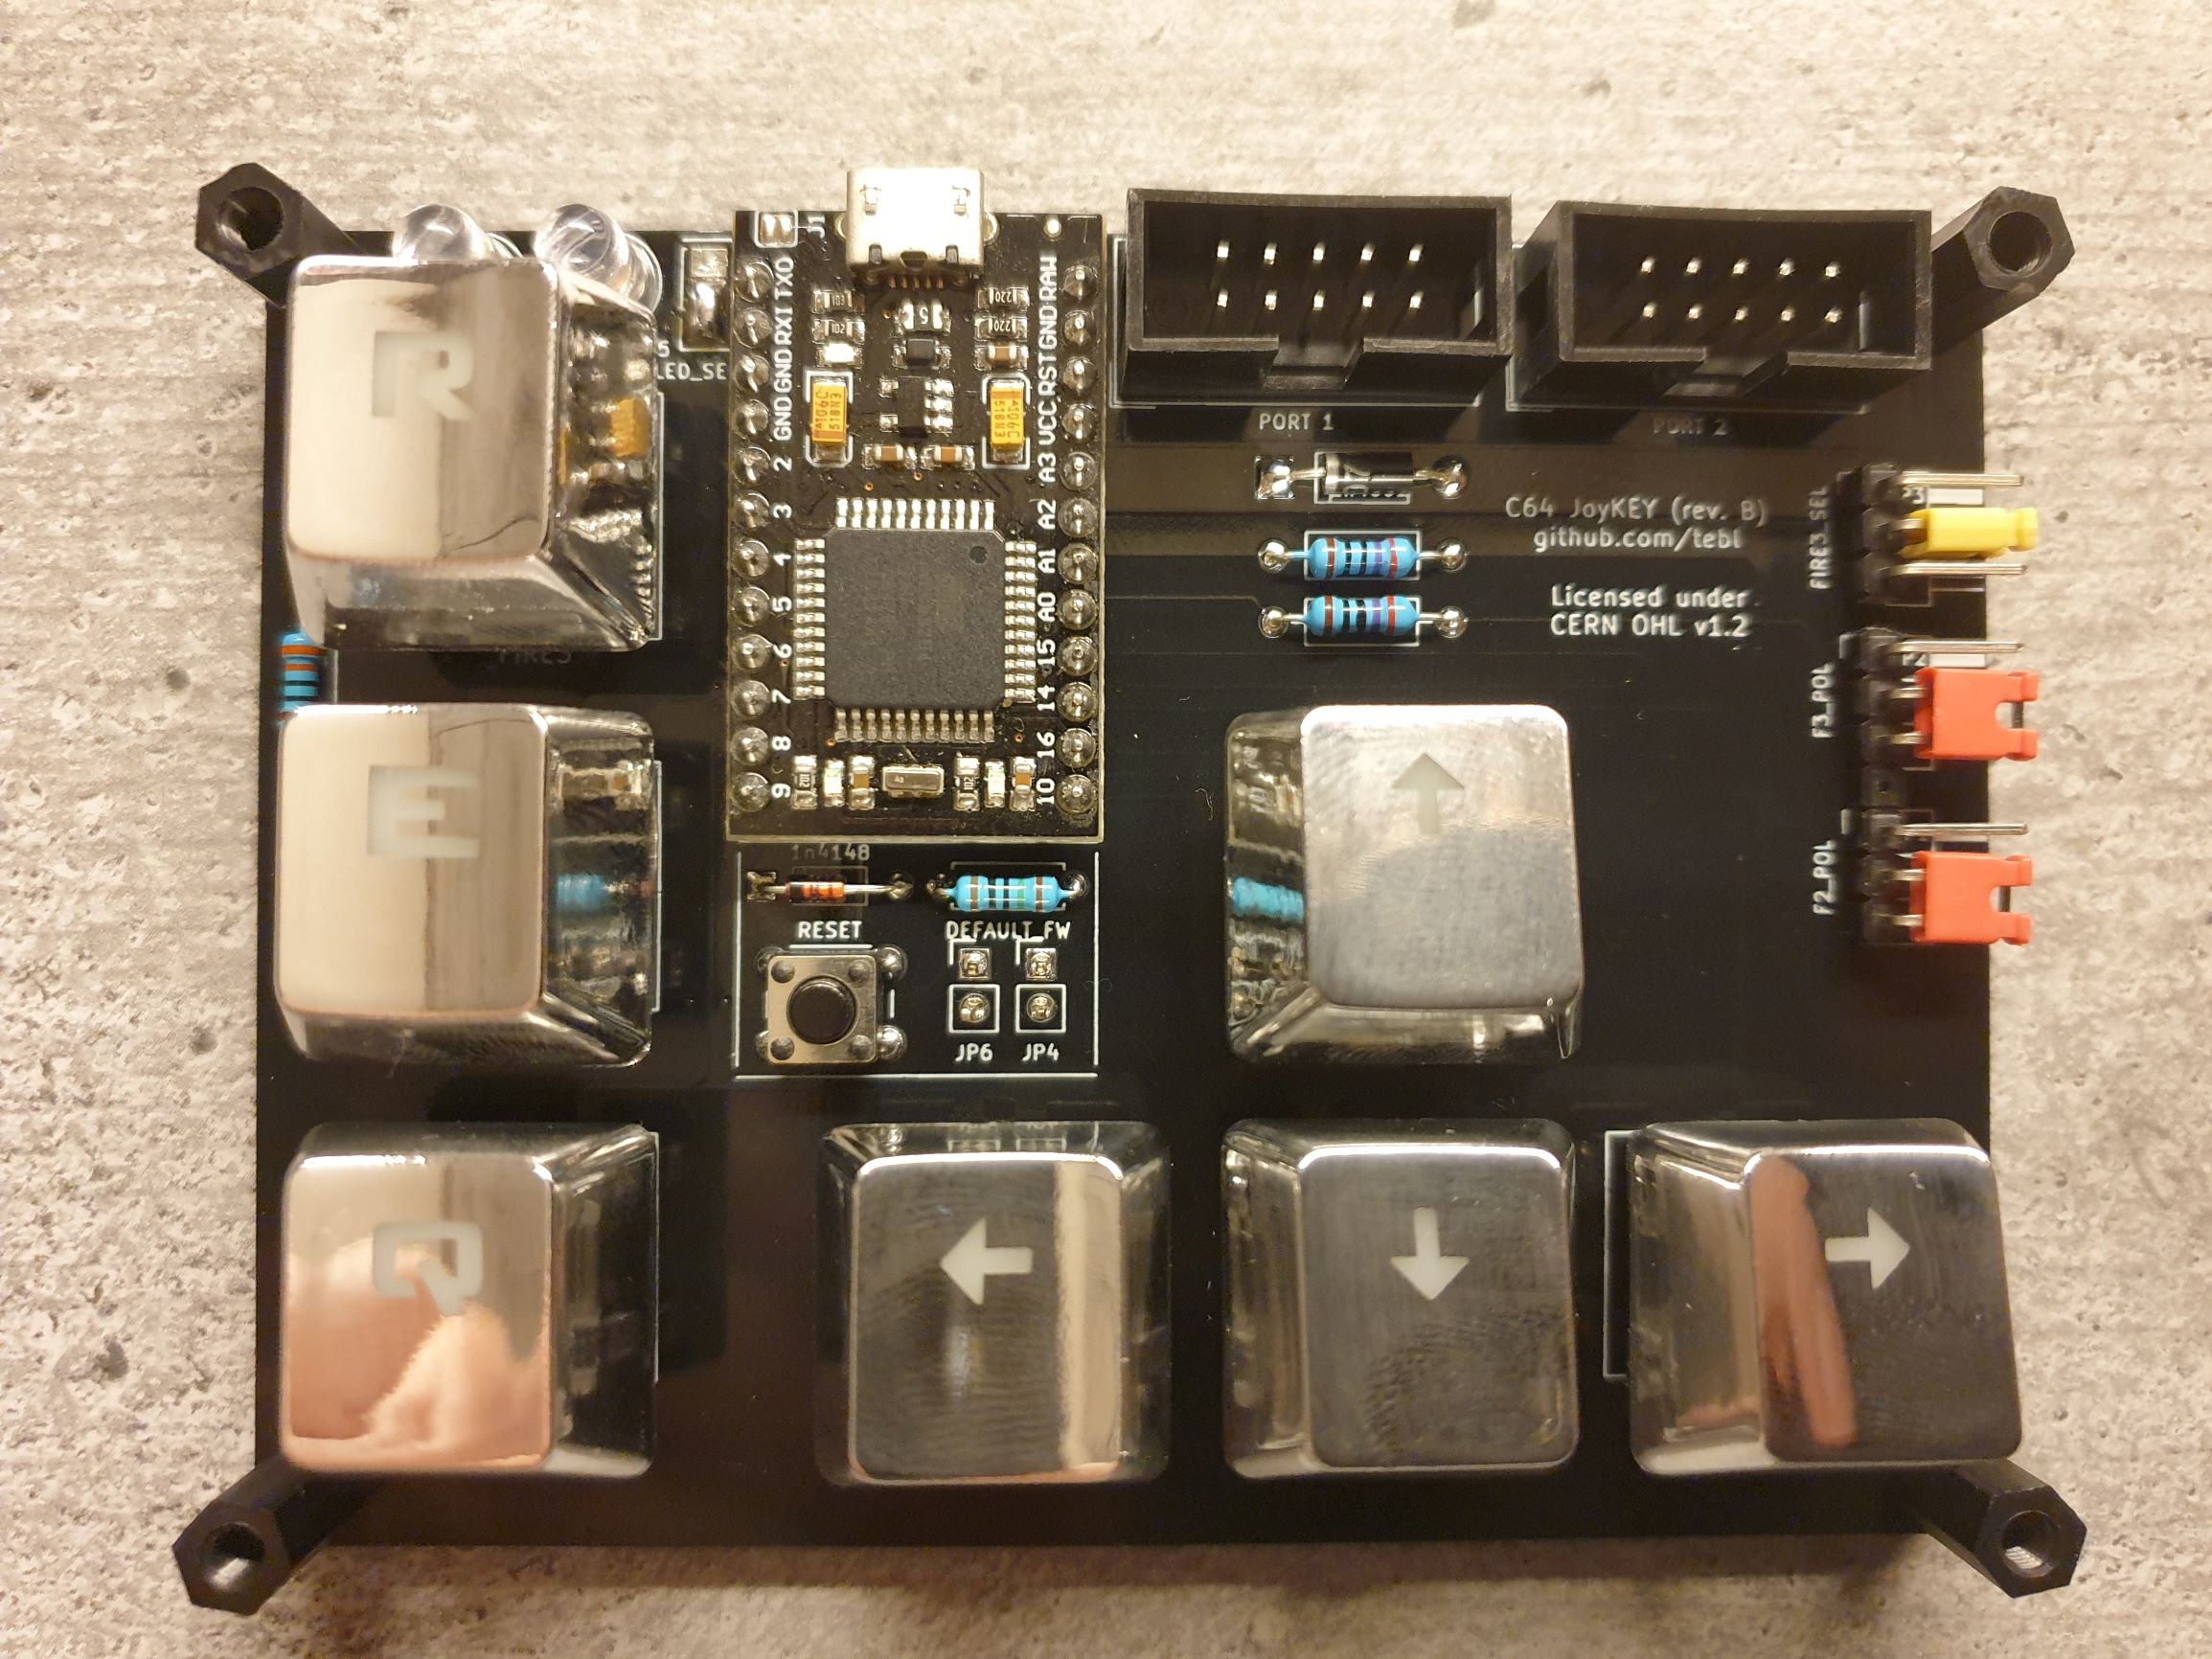 R
LED_SE
J1
TXO
RXI
GND
GND
2
3
4
5
6
7
8
9
RAW
GND
RST
VCC
A3
A2
A1
A0
15
14
16
10
PORT 1
PORT 2
C64 JoyKEY (rev. B)
github.com/tebl
Licensed under
CERN OHL v1.2
FIRE3_SEL
F3_POL
F2_POL
E
1n4148
RESET
DEFAULT_FW
JP6
JP4
Q